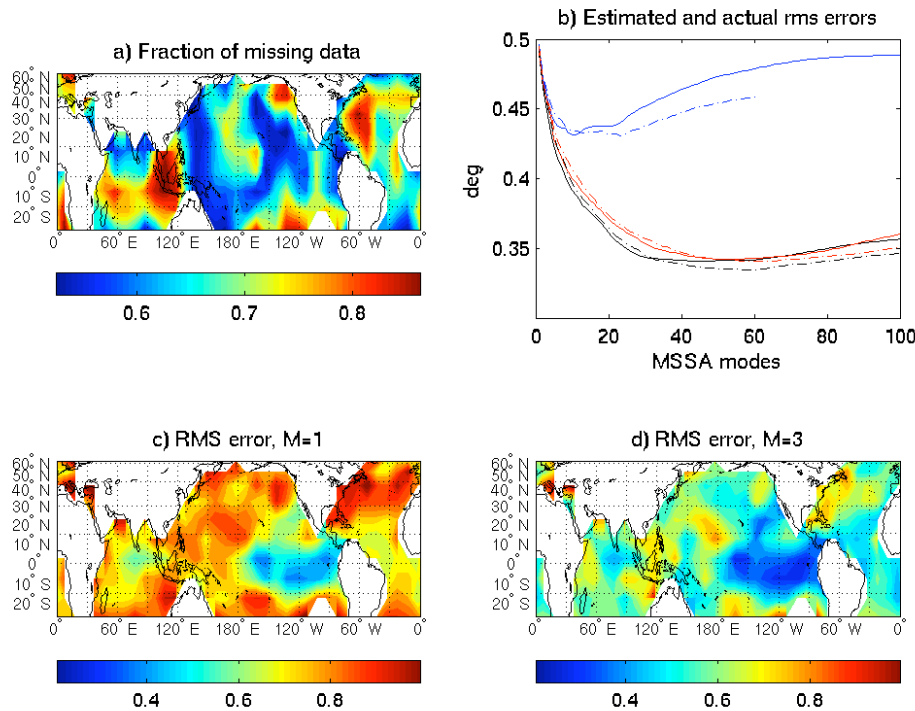 a) Fraction of missing data
60° N
50° N
40° N
30° N
20° N
10° N
0°
10° S
20° S
0° 60° E 120° E 180° E 120° W 60° W 0°
0.6 0.7 0.8
b) Estimated and actual rms errors
0.5
0.45
0.4
0.35
deg
0 20 40 60 80 100
MSSA modes
c) RMS error, M=1
60° N
50° N
40° N
30° N
20° N
10° N
0°
10° S
20° S
0° 60° E 120° E 180° E 120° W 60° W 0°
0.4 0.6 0.8
d) RMS error, M=3
60° N
50° N
40° N
30° N
20° N
10° N
0°
10° S
20° S
0° 60° E 120° E 180° E 120° W 60° W 0°
0.4 0.6 0.8